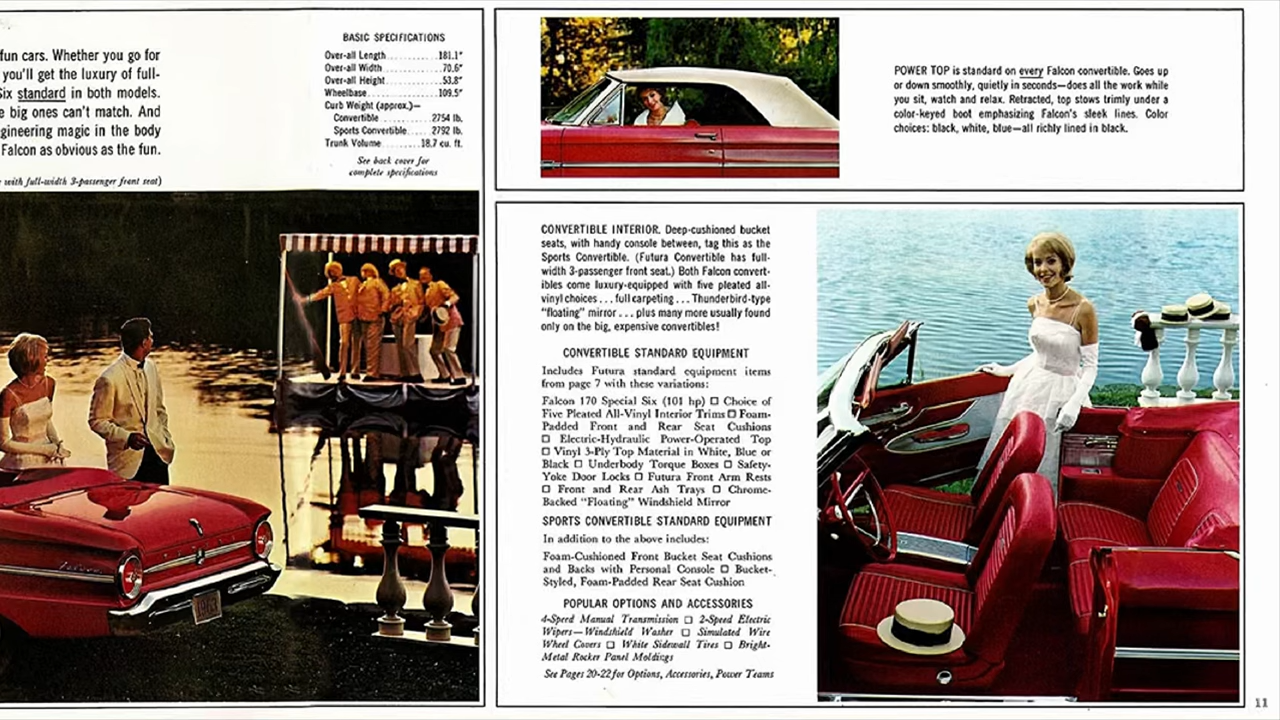 fun cars. Whether you go for
you'll get the luxury of full-
Six standard in both models.
e big ones can't match. And
gineering magic in the body
Falcon as obvious as the fun.
with full-width 3-passenger front seat)
BASIC SPECIFICATIONS
Over-all Length............181.1"
Over-all Width..............70.6"
Over-all Height..............53.8"
Wheelbase..................109.5"
Curb Weight (approx.)—
Convertible..............2754 lb.
Sports Convertible......2792 lb.
Trunk Volume..........18.7 cu. ft.
See back cover for
complete specifications
1963
POWER TOP is standard on every Falcon convertible. Goes up
or down smoothly, quietly in seconds—does all the work while
you sit, watch and relax. Retracted, top stows trimly under a
color-keyed boot emphasizing Falcon's sleek lines. Color
choices: black, white, blue—all richly lined in black.
CONVERTIBLE INTERIOR. Deep-cushioned bucket
seats, with handy console between, tag this as the
Sports Convertible. (Futura Convertible has full-
width 3-passenger front seat.) Both Falcon convert-
ibles come luxury-equipped with five pleated all-
vinyl choices . . . full carpeting . . . Thunderbird-type
"floating" mirror . . . plus many more usually found
only on the big, expensive convertibles!
CONVERTIBLE STANDARD EQUIPMENT
Includes Futura standard equipment items
from page 7 with these variations:
Falcon 170 Special Six (101 hp) □ Choice of
Five Pleated All-Vinyl Interior Trims □ Foam-
Padded Front and Rear Seat Cushions
□ Electric-Hydraulic Power-Operated Top
□ Vinyl 3-Ply Top Material in White, Blue or
Black □ Underbody Torque Boxes □ Safety-
Yoke Door Locks □ Futura Front Arm Rests
□ Front and Rear Ash Trays □ Chrome-
Backed "Floating" Windshield Mirror
SPORTS CONVERTIBLE STANDARD EQUIPMENT
In addition to the above includes:
Foam-Cushioned Front Bucket Seat Cushions
and Backs with Personal Console □ Bucket-
Styled, Foam-Padded Rear Seat Cushion
POPULAR OPTIONS AND ACCESSORIES
4-Speed Manual Transmission □ 2-Speed Electric
Wipers—Windshield Washer □ Simulated Wire
Wheel Covers □ White Sidewall Tires □ Bright-
Metal Rocker Panel Moldings
See Pages 20-22 for Options, Accessories, Power Teams
11